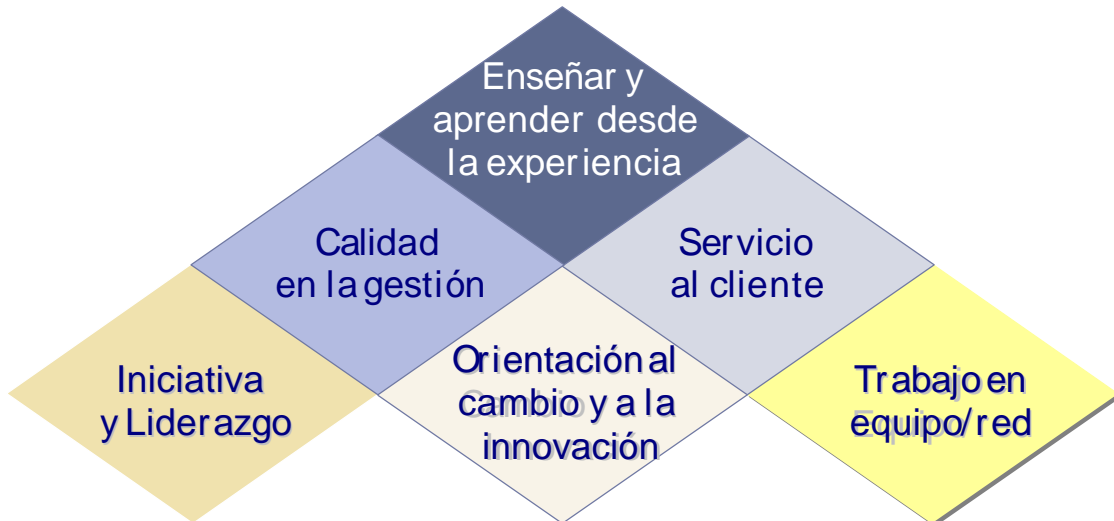 Enseñar y
aprender desde
la experiencia
Calidad
en la gestión
Servicio
al cliente
Iniciativa
y Liderazgo
Orientación al
cambio y a la
innovación
Trabajo en
equipo/red